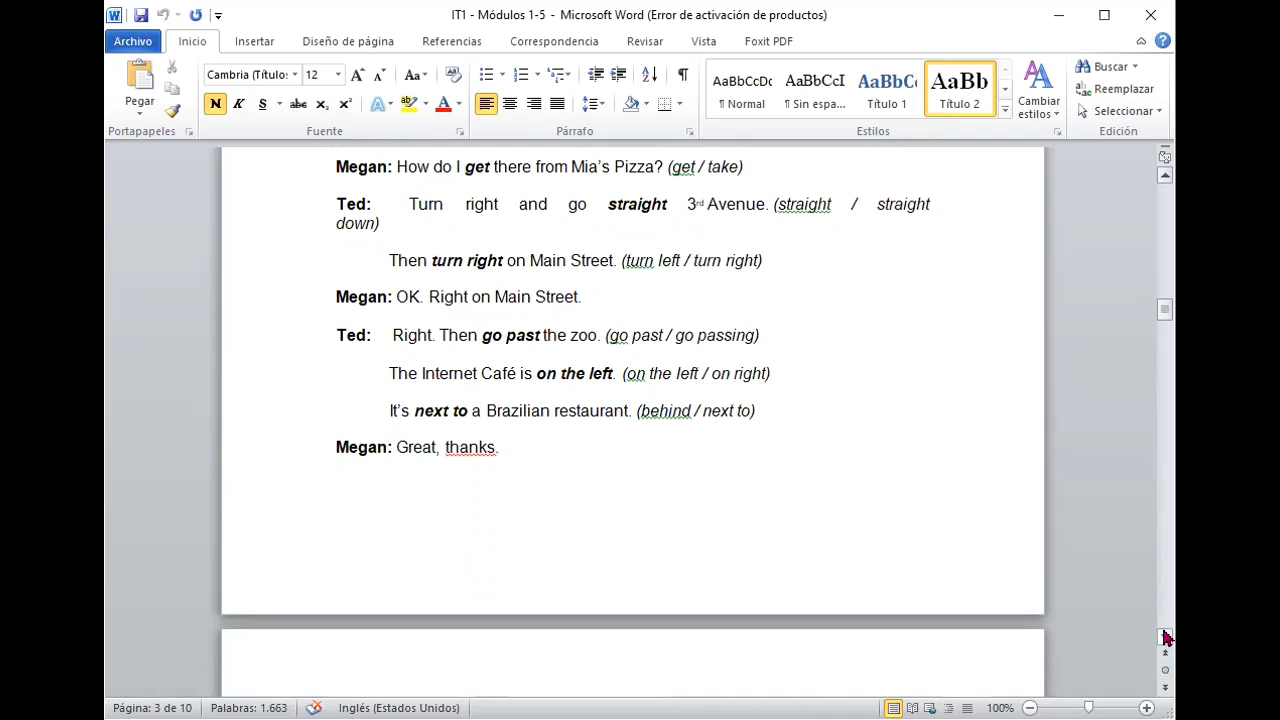 IT1 - Módulos 1-5 - Microsoft Word (Error de activación de productos)
Archivo Inicio Insertar Diseño de página Referencias Correspondencia Revisar Vista Foxit PDF
Pegar
Portapapeles
Cambria (Título: 12
N K S abc x₂ x²
Fuente
Párrafo
AaBbCcDc AaBbCcI AaBbCc AaBb
¶ Normal ¶ Sin espa... Título 1 Título 2
Cambiar estilos
Estilos
Buscar
Reemplazar
Seleccionar
Edición
Megan: How do I get there from Mia's Pizza? (get / take)
Ted: Turn right and go straight 3rd Avenue. (straight / straight
down)
Then turn right on Main Street. (turn left / turn right)
Megan: OK. Right on Main Street.
Ted: Right. Then go past the zoo. (go past / go passing)
The Internet Café is on the left. (on the left / on right)
It's next to a Brazilian restaurant. (behind / next to)
Megan: Great, thanks.
Página: 3 de 10 Palabras: 1.663 Inglés (Estados Unidos) 100%